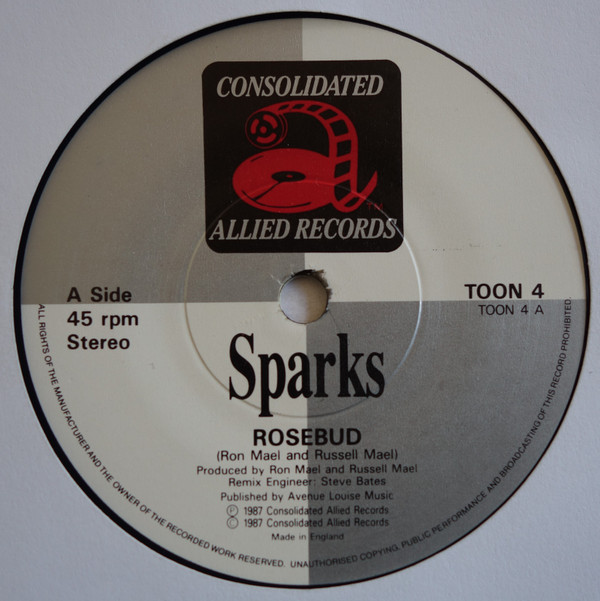 CONSOLIDATED
TM
ALLIED RECORDS
A Side
45 rpm
Stereo
TOON 4
TOON 4 A
Sparks
ROSEBUD
(Ron Mael and Russell Mael)
Produced by Ron Mael and Russell Mael
Remix Engineer: Steve Bates
Published by Avenue Louise Music
℗ 1987 Consolidated Allied Records
© 1987 Consolidated Allied Records
Made in England
ALL RIGHTS OF THE MANUFACTURER AND THE OWNER OF THE RECORDED WORK RESERVED. UNAUTHORISED COPYING, PUBLIC PERFORMANCE AND BROADCASTING OF THIS RECORD PROHIBITED.